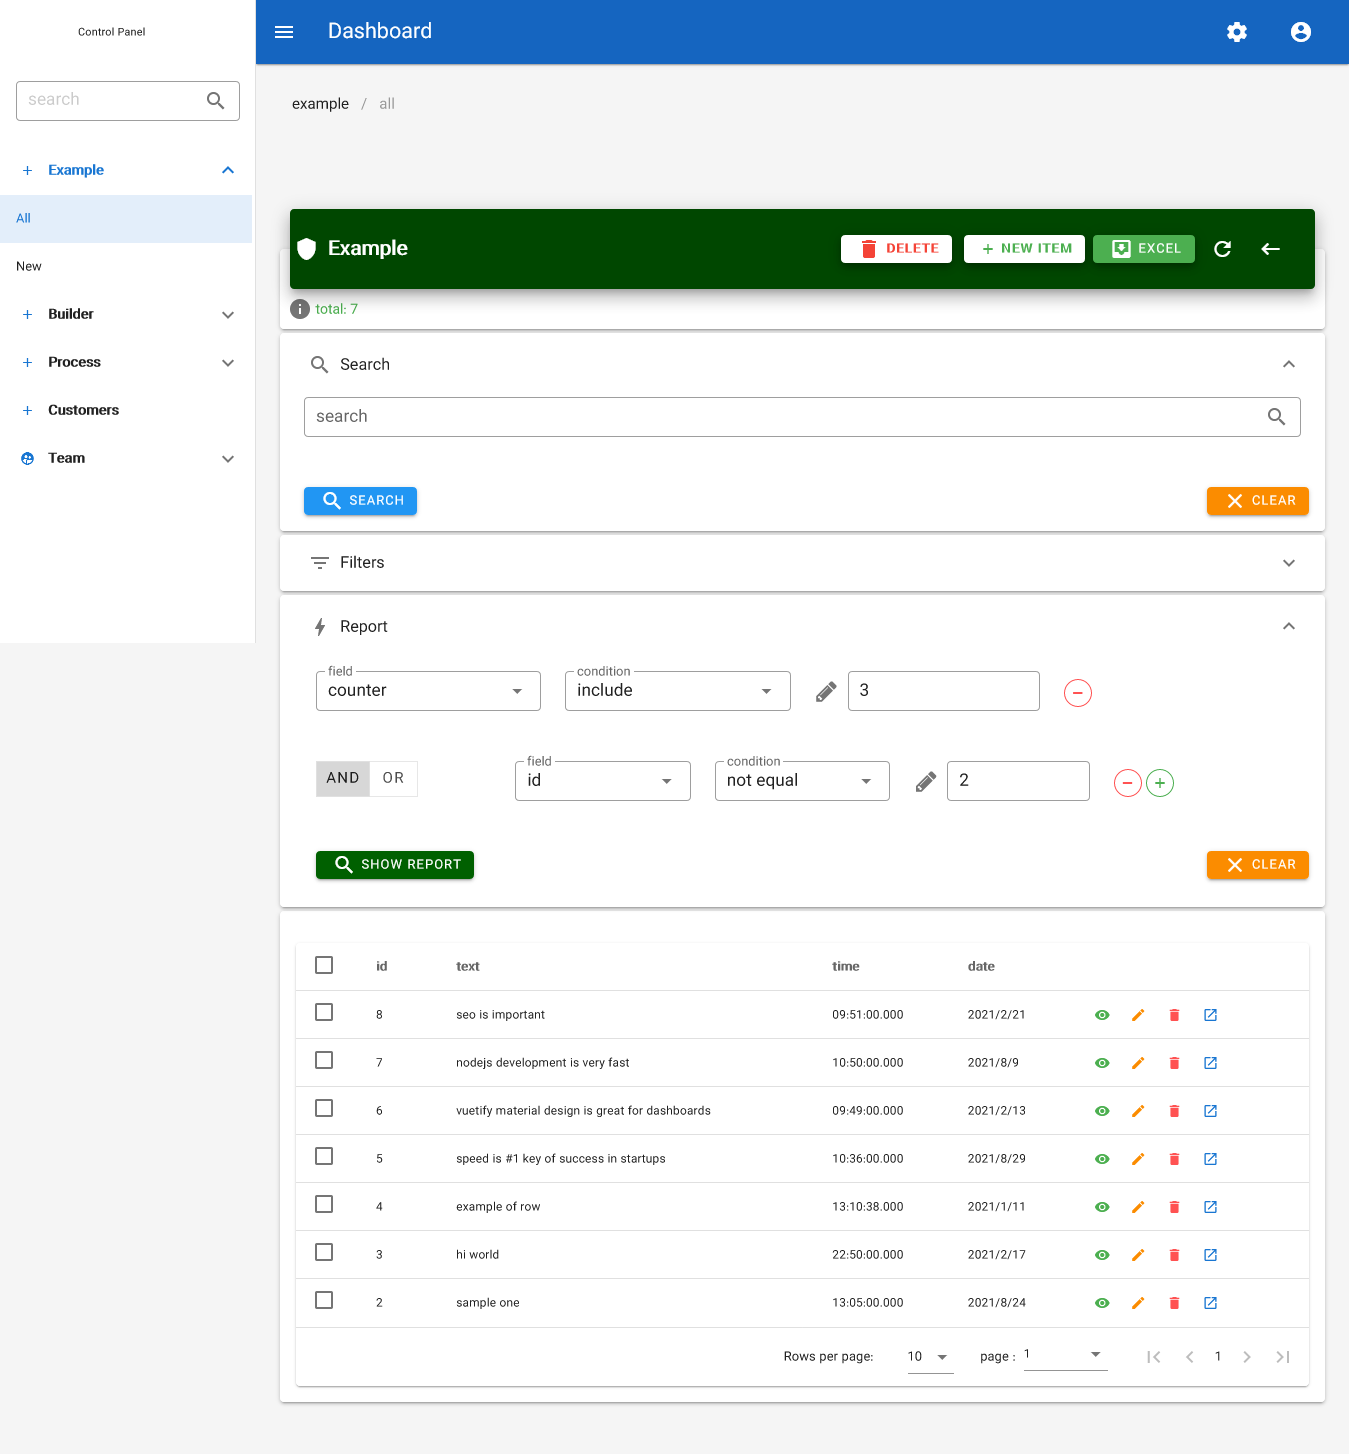 Control Panel
search
Example
All
New
Builder
Process
Customers
Team
Dashboard
example / all
Example
DELETE
NEW ITEM
EXCEL
total: 7
Search
search
SEARCH
CLEAR
Filters
Report
field
counter
condition
include
3
AND OR
field
id
condition
not equal
2
SHOW REPORT
CLEAR
id text time date
8 seo is important 09:51:00.000 2021/2/21
7 nodejs development is very fast 10:50:00.000 2021/8/9
6 vuetify material design is great for dashboards 09:49:00.000 2021/2/13
5 speed is #1 key of success in startups 10:36:00.000 2021/8/29
4 example of row 13:10:38.000 2021/1/11
3 hi world 22:50:00.000 2021/2/17
2 sample one 13:05:00.000 2021/8/24
Rows per page: 10 page : 1 1